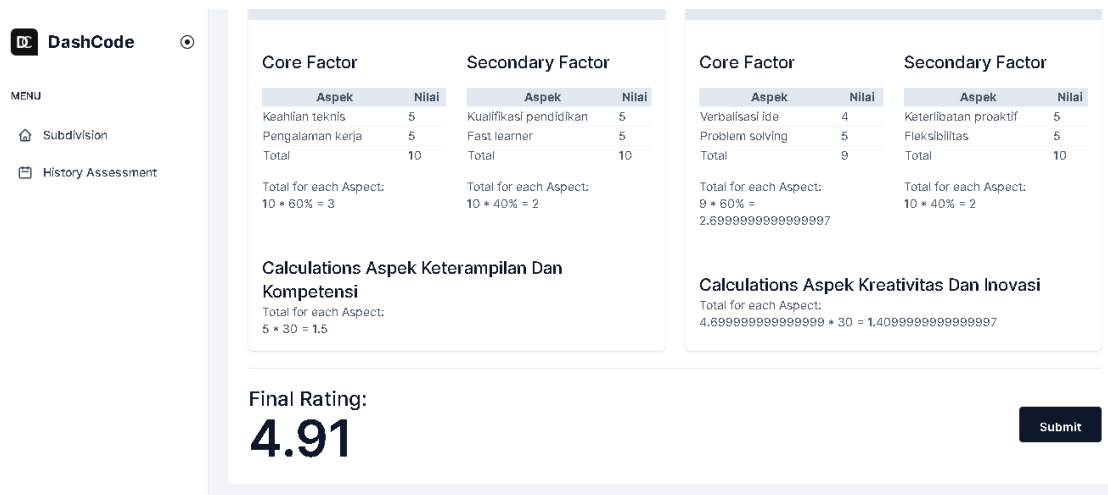 DashCode
MENU
Subdivision
History Assessment
Core Factor
Aspek Nilai
Keahlian teknis 5
Pengalaman kerja 5
Total 10
Total for each Aspect:
10 * 60% = 3
Secondary Factor
Aspek Nilai
Kualifikasi pendidikan 5
Fast learner 5
Total 10
Total for each Aspect:
10 * 40% = 2
Calculations Aspek Keterampilan Dan
Kompetensi
Total for each Aspect:
5 * 30 = 1.5
Core Factor
Aspek Nilai
Verbalisasi ide 4
Problem solving 5
Total 9
Total for each Aspect:
9 * 60% =
2.6999999999999997
Secondary Factor
Aspek Nilai
Keterlibatan proaktif 5
Fleksibilitas 5
Total 10
Total for each Aspect:
10 * 40% = 2
Calculations Aspek Kreativitas Dan Inovasi
Total for each Aspect:
4.699999999999999 * 30 = 1.4099999999999997
Final Rating:
4.91
Submit